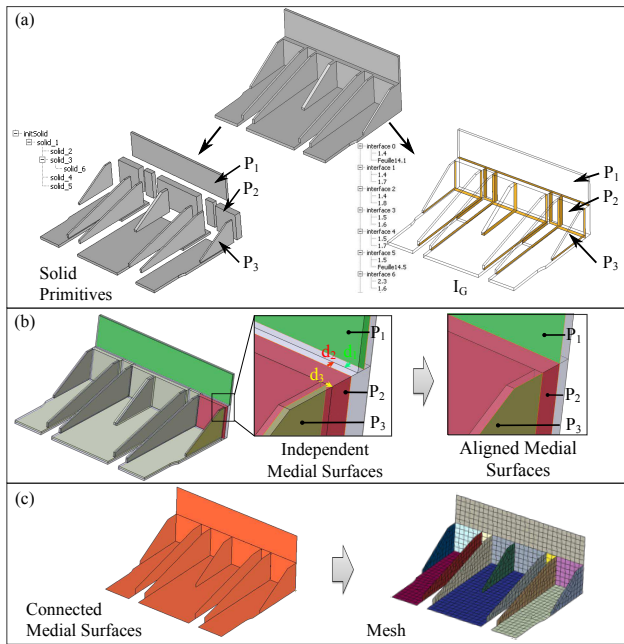 (a)
initSolid
solid_1
solid_2
solid_3
solid_6
solid_4
solid_5
P1
P2
P3
Solid
Primitives
interface 0
1.4
Feuille14.1
interface 1
1.4
1.7
interface 2
1.4
1.8
interface 3
1.5
1.6
interface 4
1.5
1.7
interface 5
1.5
Feuille14.5
interface 6
2.3
1.6
P1
P2
P3
IG
(b)
d2
d1
d3
P1
P2
P3
Independent
Medial Surfaces
P1
P2
P3
Aligned Medial
Surfaces
(c)
Connected
Medial Surfaces
Mesh